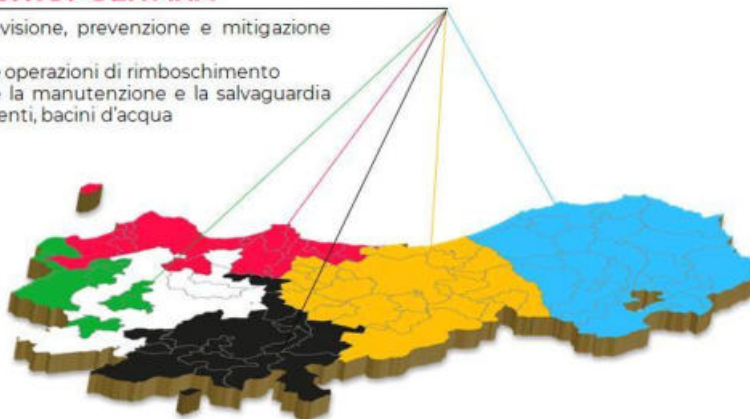 visione, prevenzione e mitigazione
operazioni di rimboschimento
e la manutenzione e la salvaguardia
enti, bacini d'acqua